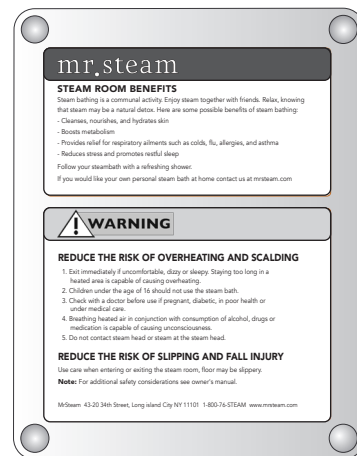 mr.steam
STEAM ROOM BENEFITS
Steam bathing is a communal activity. Enjoy steam together with friends. Relax, knowing
that steam may be a natural detox. Here are some possible benefits of steam bathing:
- Cleanses, nourishes, and hydrates skin
- Boosts metabolism
- Provides relief for respiratory ailments such as colds, flu, allergies, and asthma
- Reduces stress and promotes restful sleep
Follow your steambath with a refreshing shower.
If you would like your own personal steam bath at home contact us at mrsteam.com
WARNING
REDUCE THE RISK OF OVERHEATING AND SCALDING
1. Exit immediately if uncomfortable, dizzy or sleepy. Staying too long in a
heated area is capable of causing overheating.
2. Children under the age of 16 should not use the steam bath.
3. Check with a doctor before use if pregnant, diabetic, in poor health or
under medical care.
4. Breathing heated air in conjunction with consumption of alcohol, drugs or
medication is capable of causing unconsciousness.
5. Do not contact steam head or steam at the steam head.
REDUCE THE RISK OF SLIPPING AND FALL INJURY
Use care when entering or exiting the steam room, floor may be slippery.
Note: For additional safety considerations see owner's manual.
MrSteam 43-20 34th Street, Long island City NY 11101 1-800-76-STEAM www.mrsteam.com